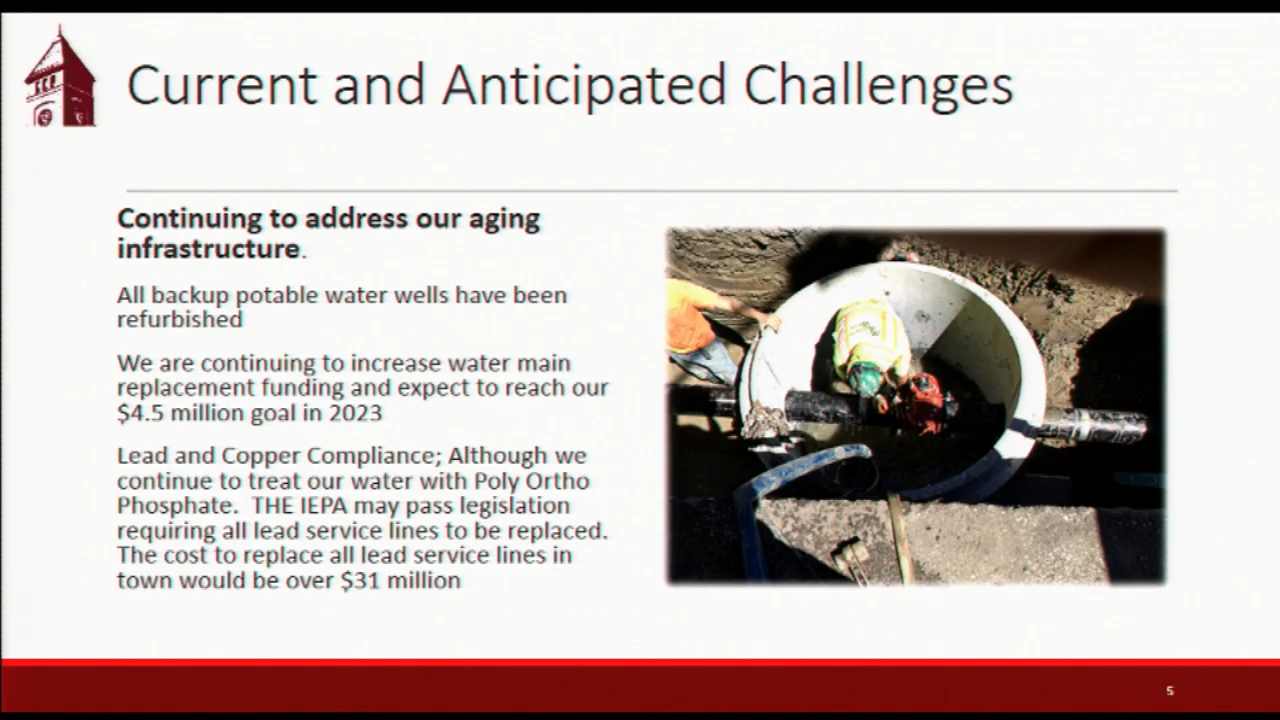 Current and Anticipated Challenges
Continuing to address our aging
infrastructure.
All backup potable water wells have been
refurbished
We are continuing to increase water main
replacement funding and expect to reach our
$4.5 million goal in 2023
Lead and Copper Compliance; Although we
continue to treat our water with Poly Ortho
Phosphate.  THE IEPA may pass legislation
requiring all lead service lines to be replaced.
The cost to replace all lead service lines in
town would be over $31 million
5